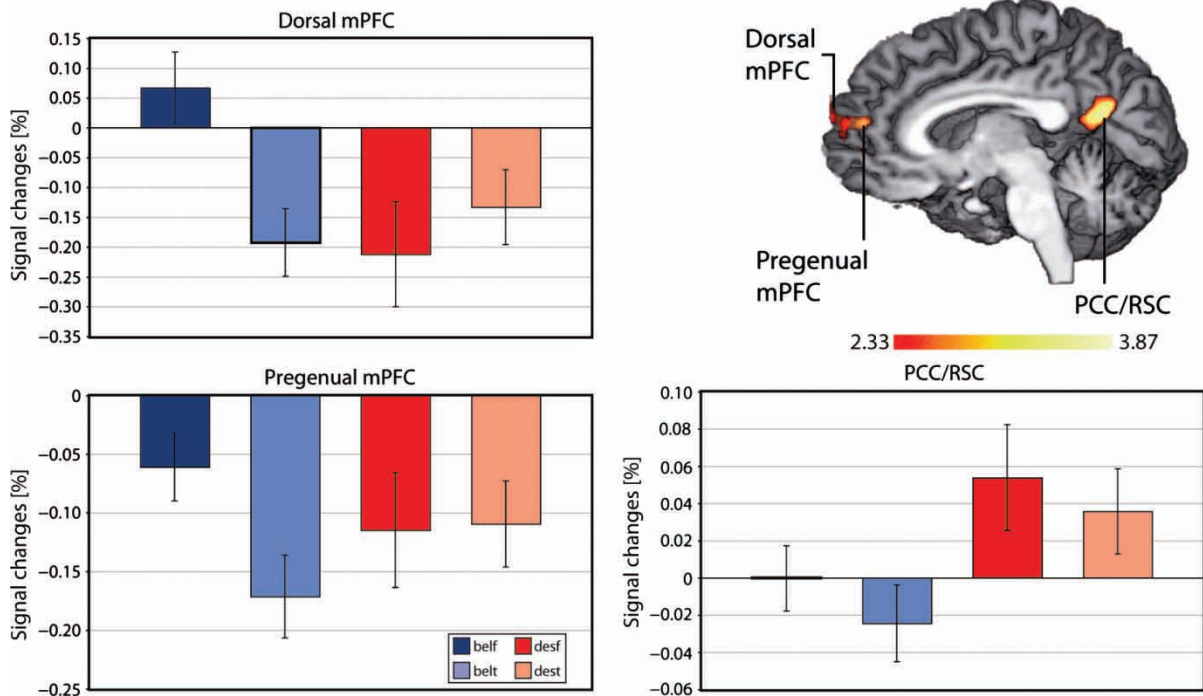 Dorsal mPFC
Signal changes [%]
0.15
0.10
0.05
0
−0.05
−0.10
−0.15
−0.20
−0.25
−0.30
−0.35
Dorsal
mPFC
Pregenual
mPFC
PCC/RSC
2.33
3.87
Pregenual mPFC
Signal changes [%]
0
−0.05
−0.10
−0.15
−0.20
−0.25
belf
desf
belt
dest
PCC/RSC
Signal changes [%]
0.10
0.08
0.06
0.04
0.02
0
−0.02
−0.04
−0.06